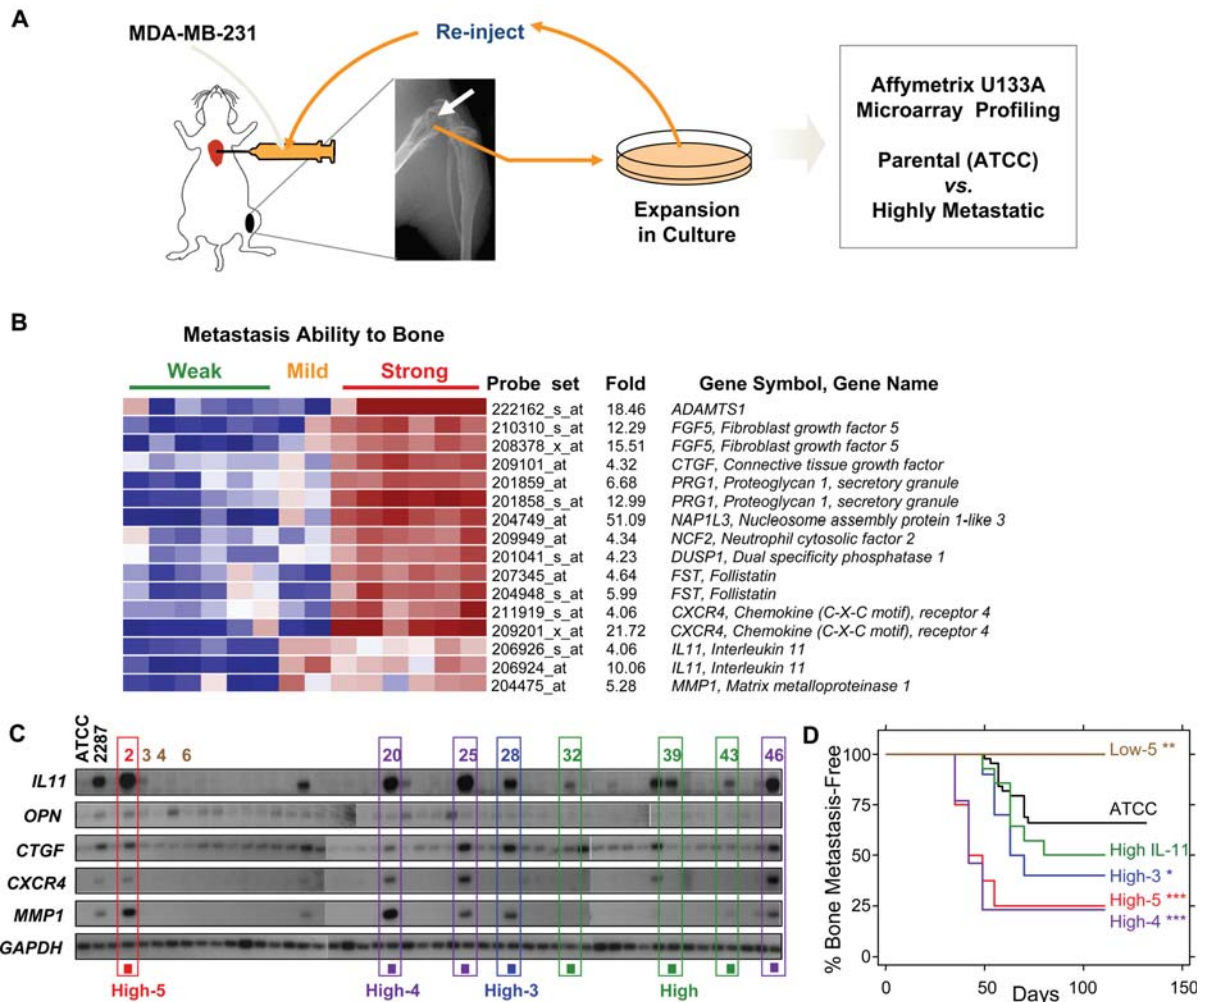 A
MDA-MB-231
Re-inject
Expansion
in Culture
Affymetrix U133A
Microarray Profiling
Parental (ATCC)
vs.
Highly Metastatic
B
Metastasis Ability to Bone
Weak Mild Strong
Probe set Fold Gene Symbol, Gene Name
222162_s_at 18.46 ADAMTS1
210310_s_at 12.29 FGF5, Fibroblast growth factor 5
208378_x_at 15.51 FGF5, Fibroblast growth factor 5
209101_at 4.32 CTGF, Connective tissue growth factor
201859_at 6.68 PRG1, Proteoglycan 1, secretory granule
201858_s_at 12.99 PRG1, Proteoglycan 1, secretory granule
204749_at 51.09 NAP1L3, Nucleosome assembly protein 1-like 3
209949_at 4.34 NCF2, Neutrophil cytosolic factor 2
201041_s_at 4.23 DUSP1, Dual specificity phosphatase 1
207345_at 4.64 FST, Follistatin
204948_s_at 5.99 FST, Follistatin
211919_s_at 4.06 CXCR4, Chemokine (C-X-C motif), receptor 4
209201_x_at 21.72 CXCR4, Chemokine (C-X-C motif), receptor 4
206926_s_at 4.06 IL11, Interleukin 11
206924_at 10.06 IL11, Interleukin 11
204475_at 5.28 MMP1, Matrix metalloproteinase 1
C
ATCC
2287
2 3 4 6 20 25 28 32 39 43 46
IL11
OPN
CTGF
CXCR4
MMP1
GAPDH
High-5 High-4 High-3 High
D
% Bone Metastasis-Free
100
50
0
Low-5 **
ATCC
High IL-11
High-3 *
High-5 ***
High-4 ***
0 50 100 150
Days